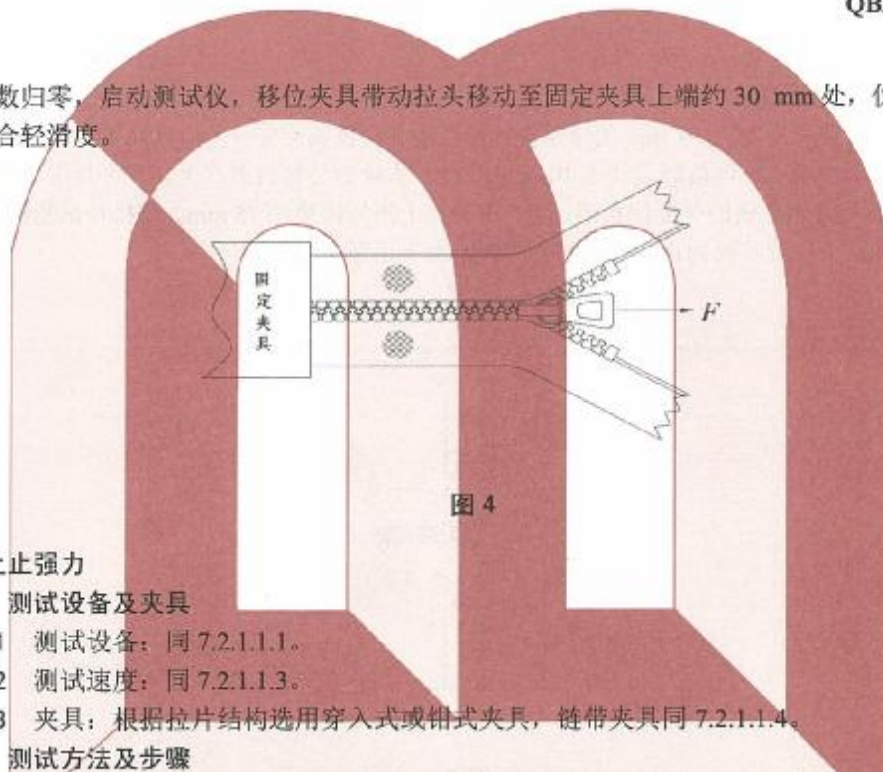 QB
数归零，启动测试仪，移位夹具带动拉头移动至固定夹具上端约 30 mm 处，
合轻滑度。
固定夹具
F
图 4
上止强力
测试设备及夹具
1 测试设备：同 7.2.1.1.1。
2 测试速度：同 7.2.1.1.3。
3 夹具：根据拉片结构选用穿入式或钳式夹具，链带夹具同 7.2.1.1.4。
测试方法及步骤